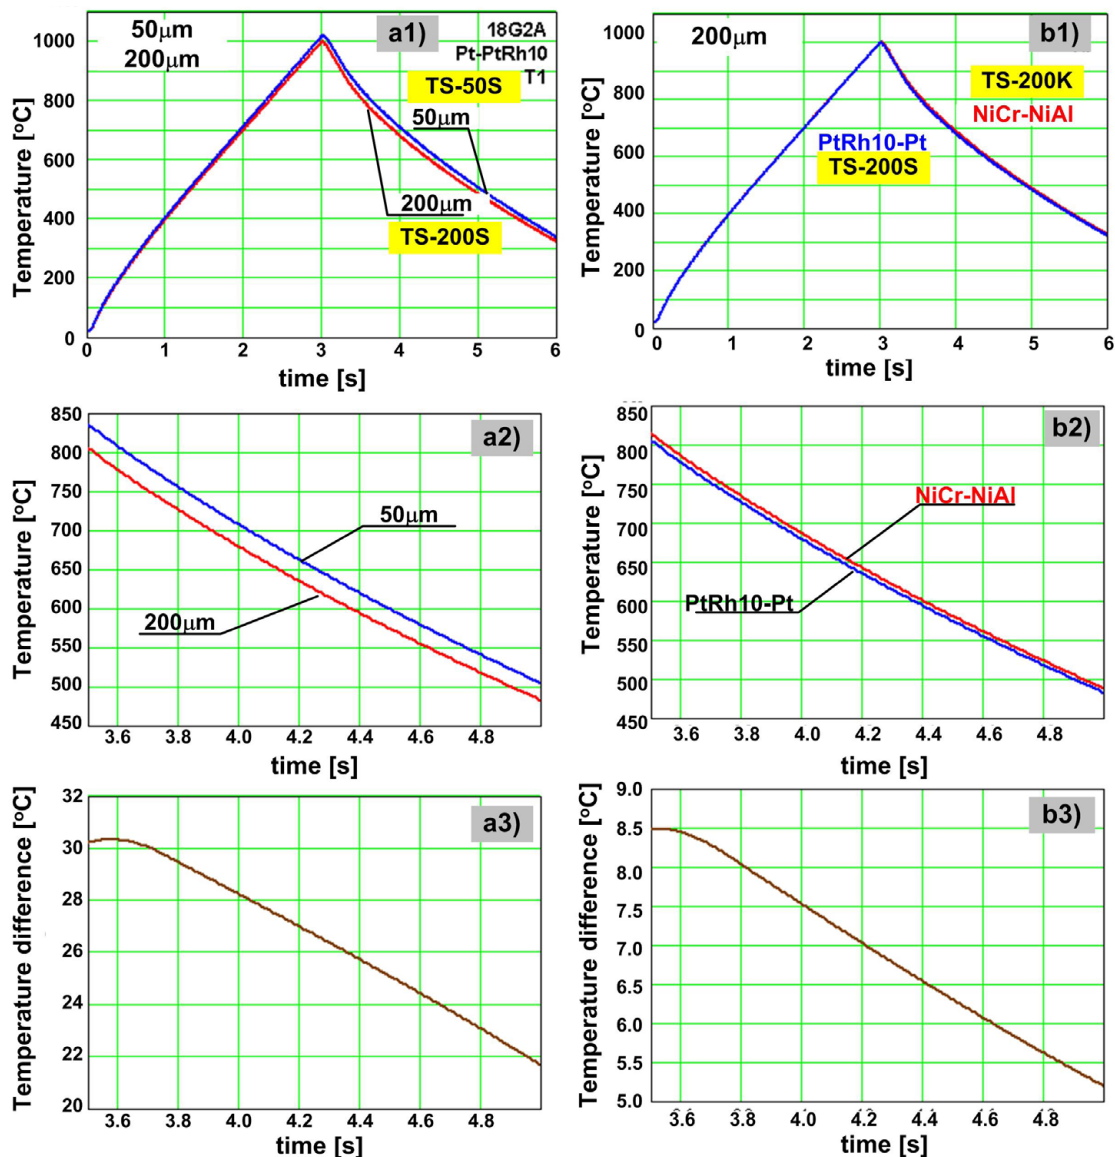 50μm
200μm
a1)
18G2A
Pt-PtRh10
T1
TS-50S
50μm
200μm
TS-200S
Temperature [°C]
1000
800
600
400
200
0
0 1 2 3 4 5 6
time [s]
200μm
b1)
TS-200K
NiCr-NiAl
PtRh10-Pt
TS-200S
Temperature [°C]
1000
800
600
400
200
0
0 1 2 3 4 5 6
time [s]
a2)
50μm
200μm
Temperature [°C]
850
800
750
700
650
600
550
500
450
3.6 3.8 4.0 4.2 4.4 4.6 4.8
time [s]
b2)
NiCr-NiAl
PtRh10-Pt
Temperature [°C]
850
800
750
700
650
600
550
500
450
3.6 3.8 4.0 4.2 4.4 4.6 4.8
time [s]
a3)
Temperature difference [°C]
32
30
28
26
24
22
20
3.6 3.8 4.0 4.2 4.4 4.6 4.8
time [s]
b3)
Temperature difference [°C]
9.0
8.5
8.0
7.5
7.0
6.5
6.0
5.5
5.0
3.6 3.8 4.0 4.2 4.4 4.6 4.8
time [s]